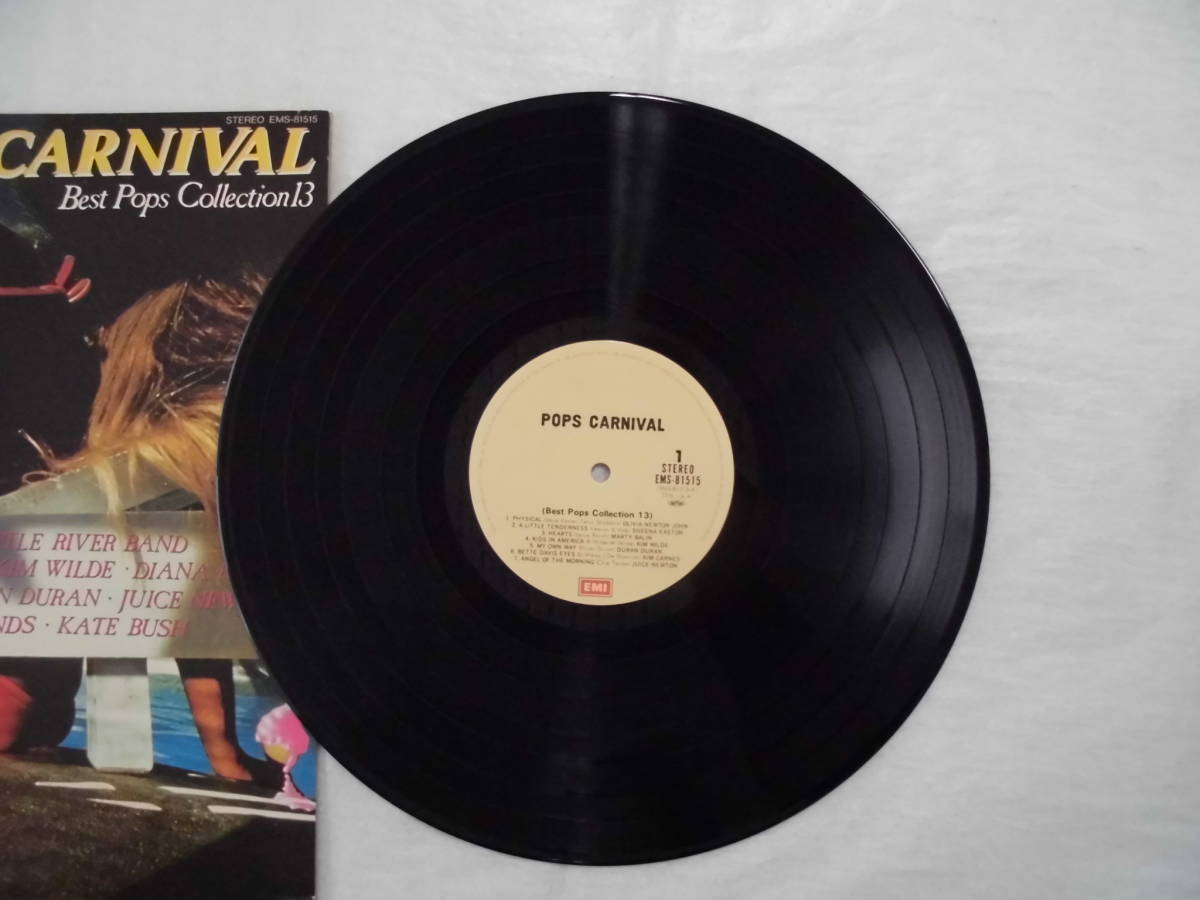 STEREO EMS-81515
CARNIVAL
Best Pops Collection 13
RIVER BAND
KIM WILDE · DIANA
DURAN · JUICE NEW
KATE BUSH
POPS CARNIVAL
1
STEREO
EMS-81515
(Best Pops Collection 13)
1. PHYSICAL OLIVIA NEWTON JOHN
2. A LITTLE TENDERNESS SHEENA EASTON
3. HEARTS MARTY BALIN
4. KIDS IN AMERICA KIM WILDE
5. MY OWN WAY DURAN DURAN
6. BETTE DAVIS EYES KIM CARNES
7. ANGEL OF THE MORNING JUICE NEWTON
EMI